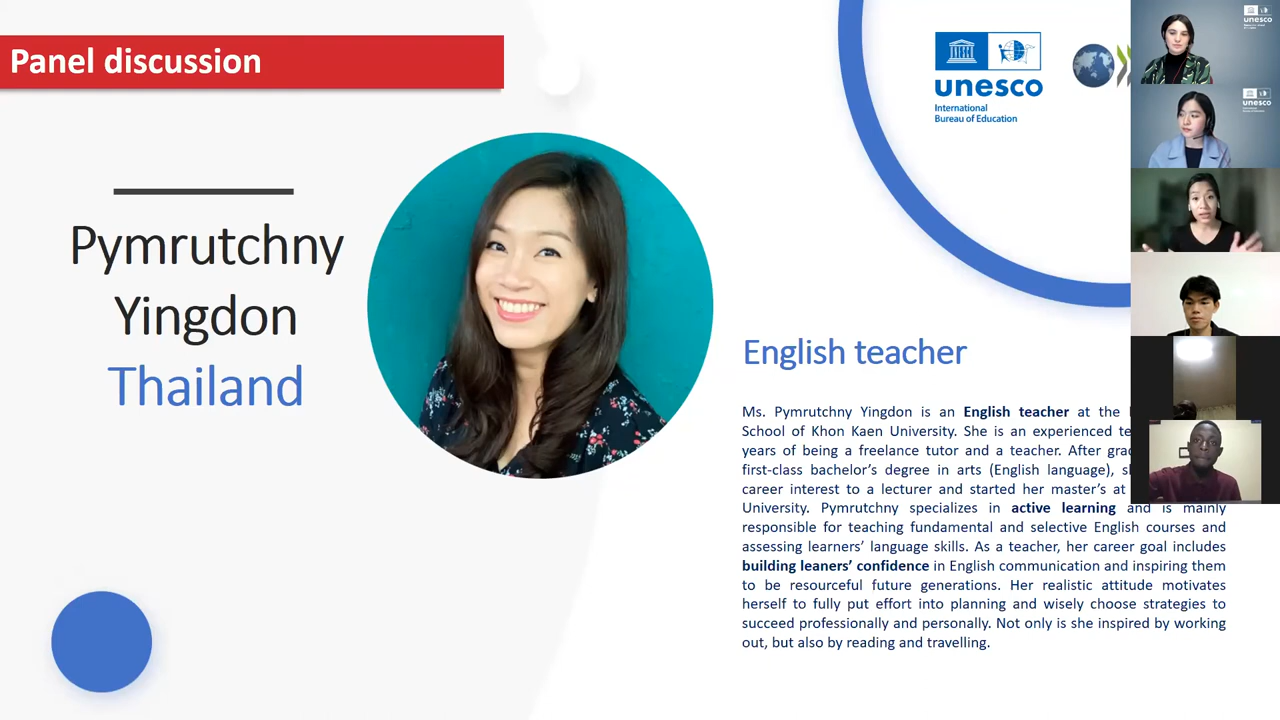 Panel discussion
unesco
International
Bureau of Education
Pymrutchny
Yingdon
Thailand
English teacher
Ms. Pymrutchny Yingdon is an English teacher at the
School of Khon Kaen University. She is an experienced
years of being a freelance tutor and a teacher. After
first-class bachelor's degree in arts (English language),
career interest to a lecturer and started her master's at
University. Pymrutchny specializes in active learning and is mainly
responsible for teaching fundamental and selective English courses and
assessing learners' language skills. As a teacher, her career goal includes
building leaners' confidence in English communication and inspiring them
to be resourceful future generations. Her realistic attitude motivates
herself to fully put effort into planning and wisely choose strategies to
succeed professionally and personally. Not only is she inspired by working
out, but also by reading and travelling.
unesco
unesco